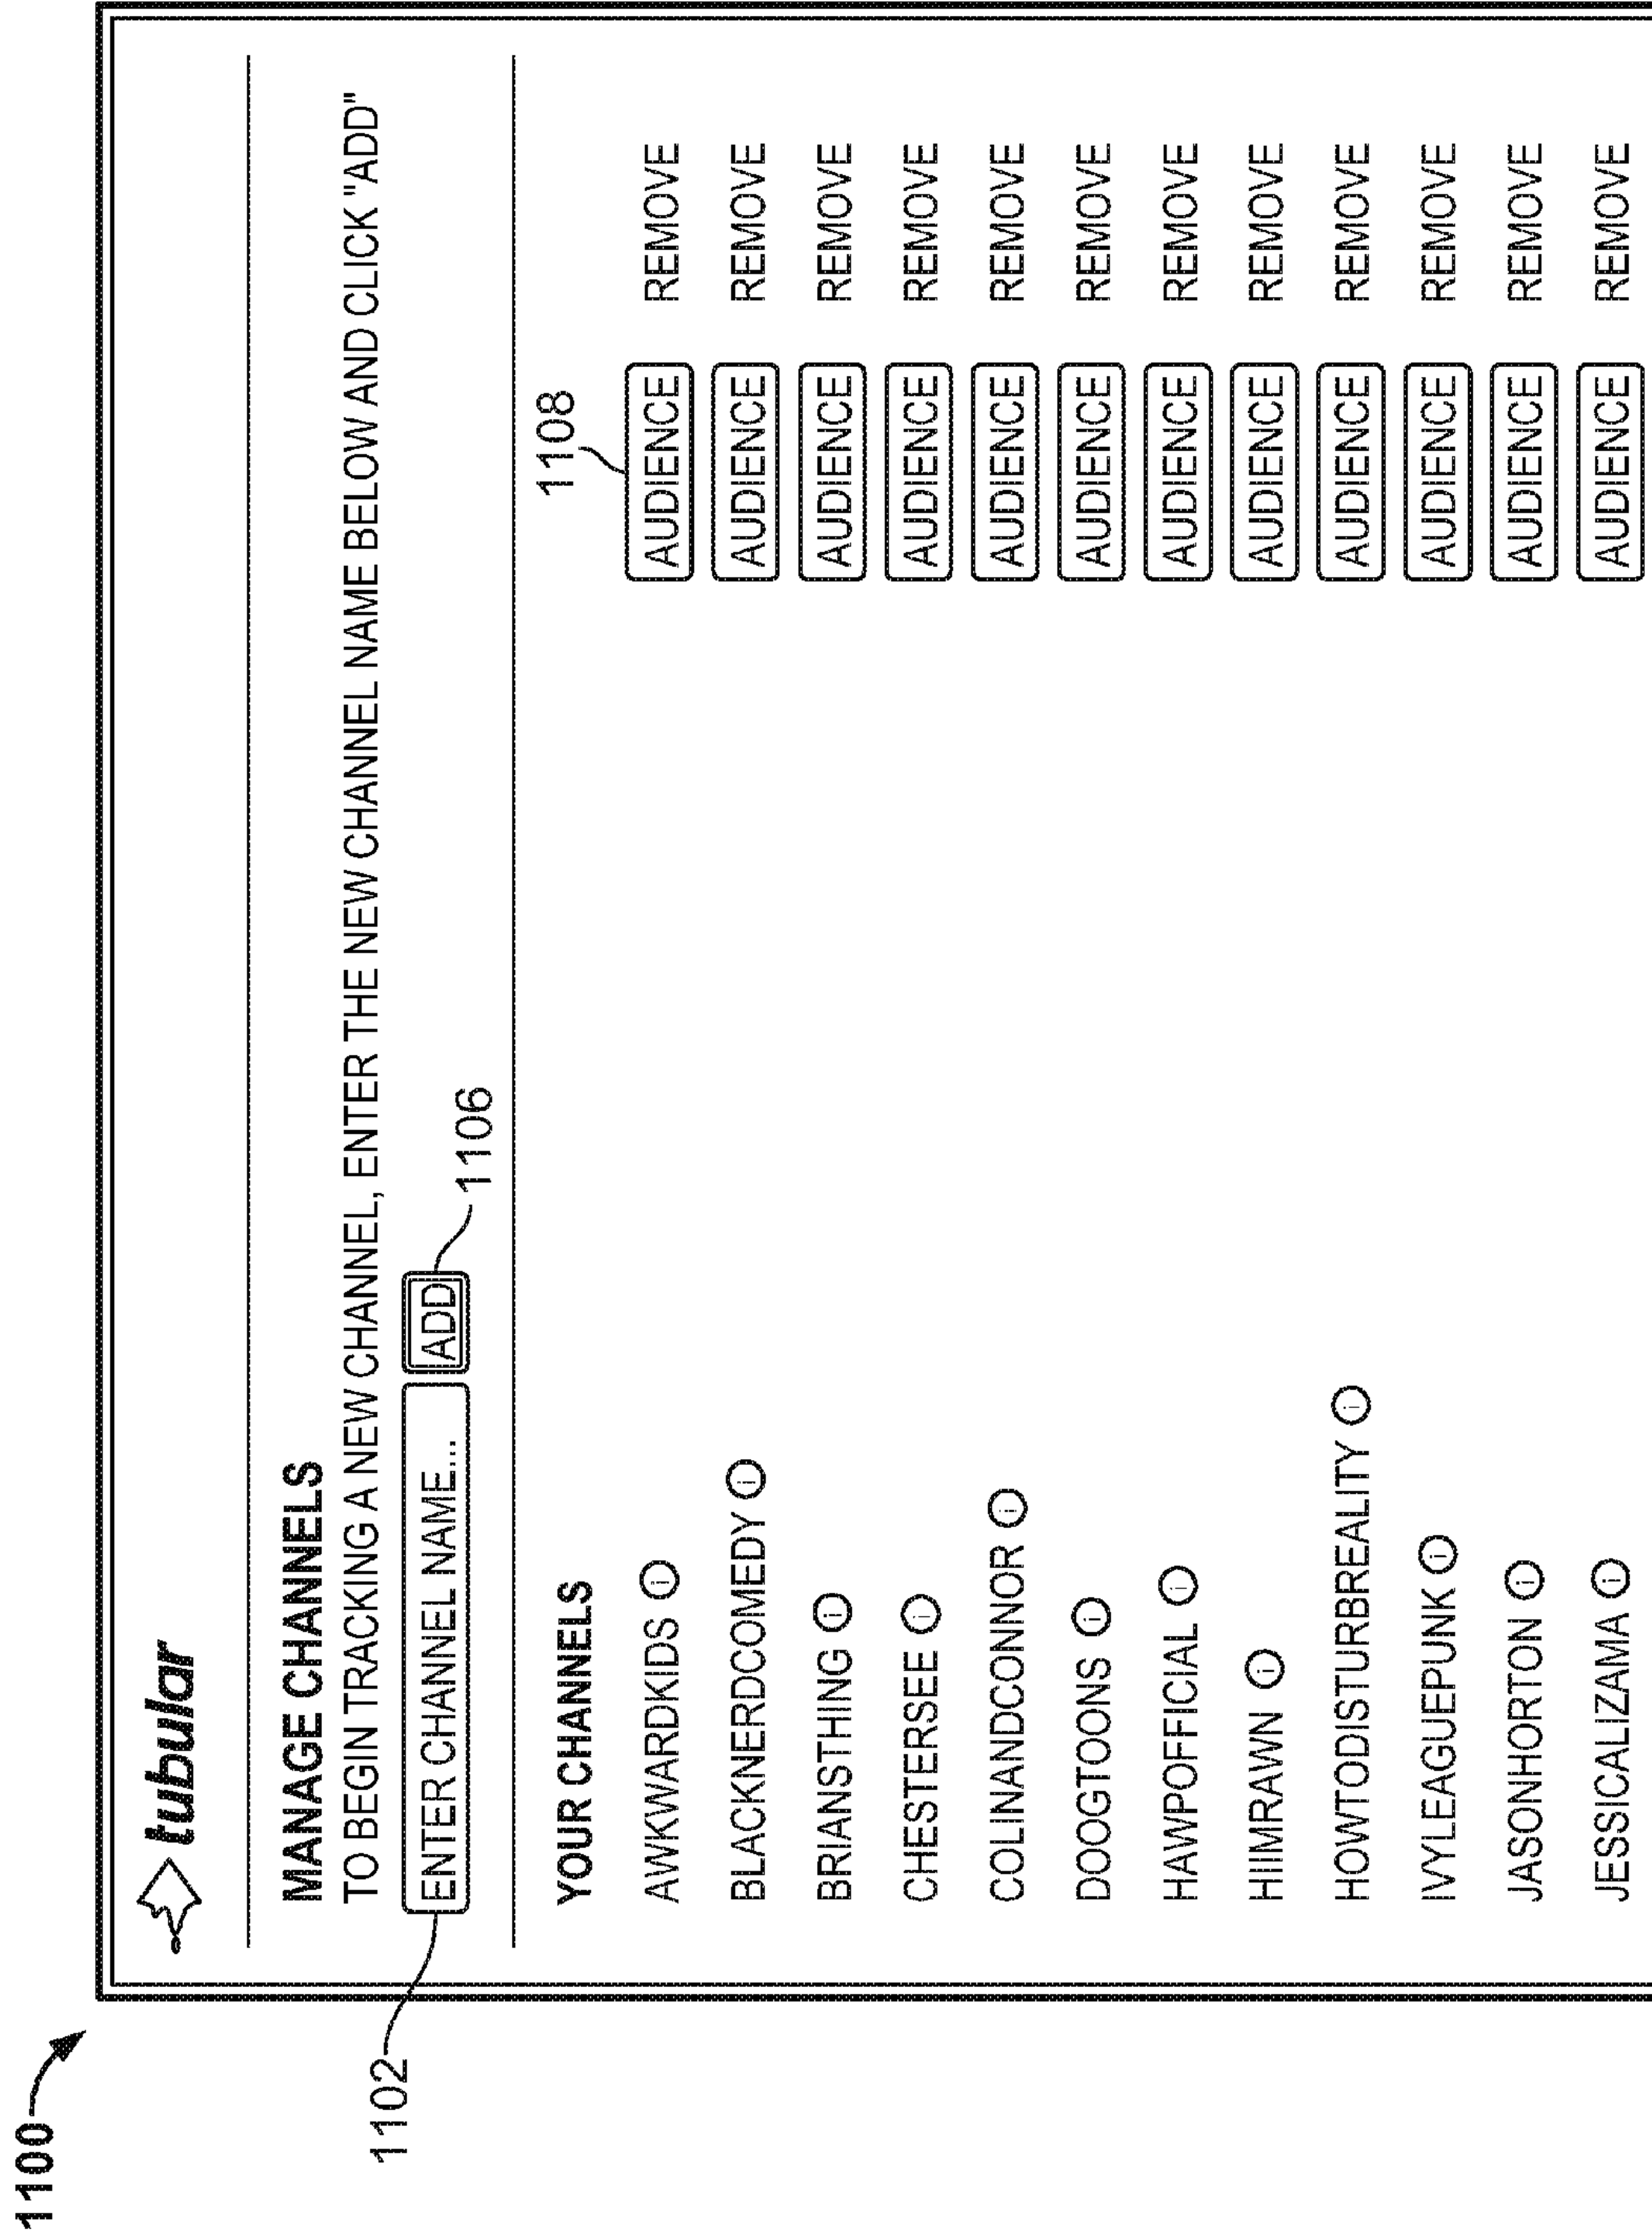 1100
tubular
MANAGE CHANNELS
TO BEGIN TRACKING A NEW CHANNEL, ENTER THE NEW CHANNEL NAME BELOW AND CLICK "ADD"
1102
ENTER CHANNEL NAME... ADD
1106
YOUR CHANNELS
1108
AWKWARDKIDS i AUDIENCE REMOVE
BLACKNERDCOMEDY i AUDIENCE REMOVE
BRIANSTHING i AUDIENCE REMOVE
CHESTERSEE i AUDIENCE REMOVE
COLINANDCONNOR i AUDIENCE REMOVE
DOOGTOONS i AUDIENCE REMOVE
HAWPOFFICIAL i AUDIENCE REMOVE
HIIMRAWN i AUDIENCE REMOVE
HOWTODISTURBREALITY i AUDIENCE REMOVE
IVYLEAGUEPUNK i AUDIENCE REMOVE
JASONHORTON i AUDIENCE REMOVE
JESSICALIZAMA i AUDIENCE REMOVE